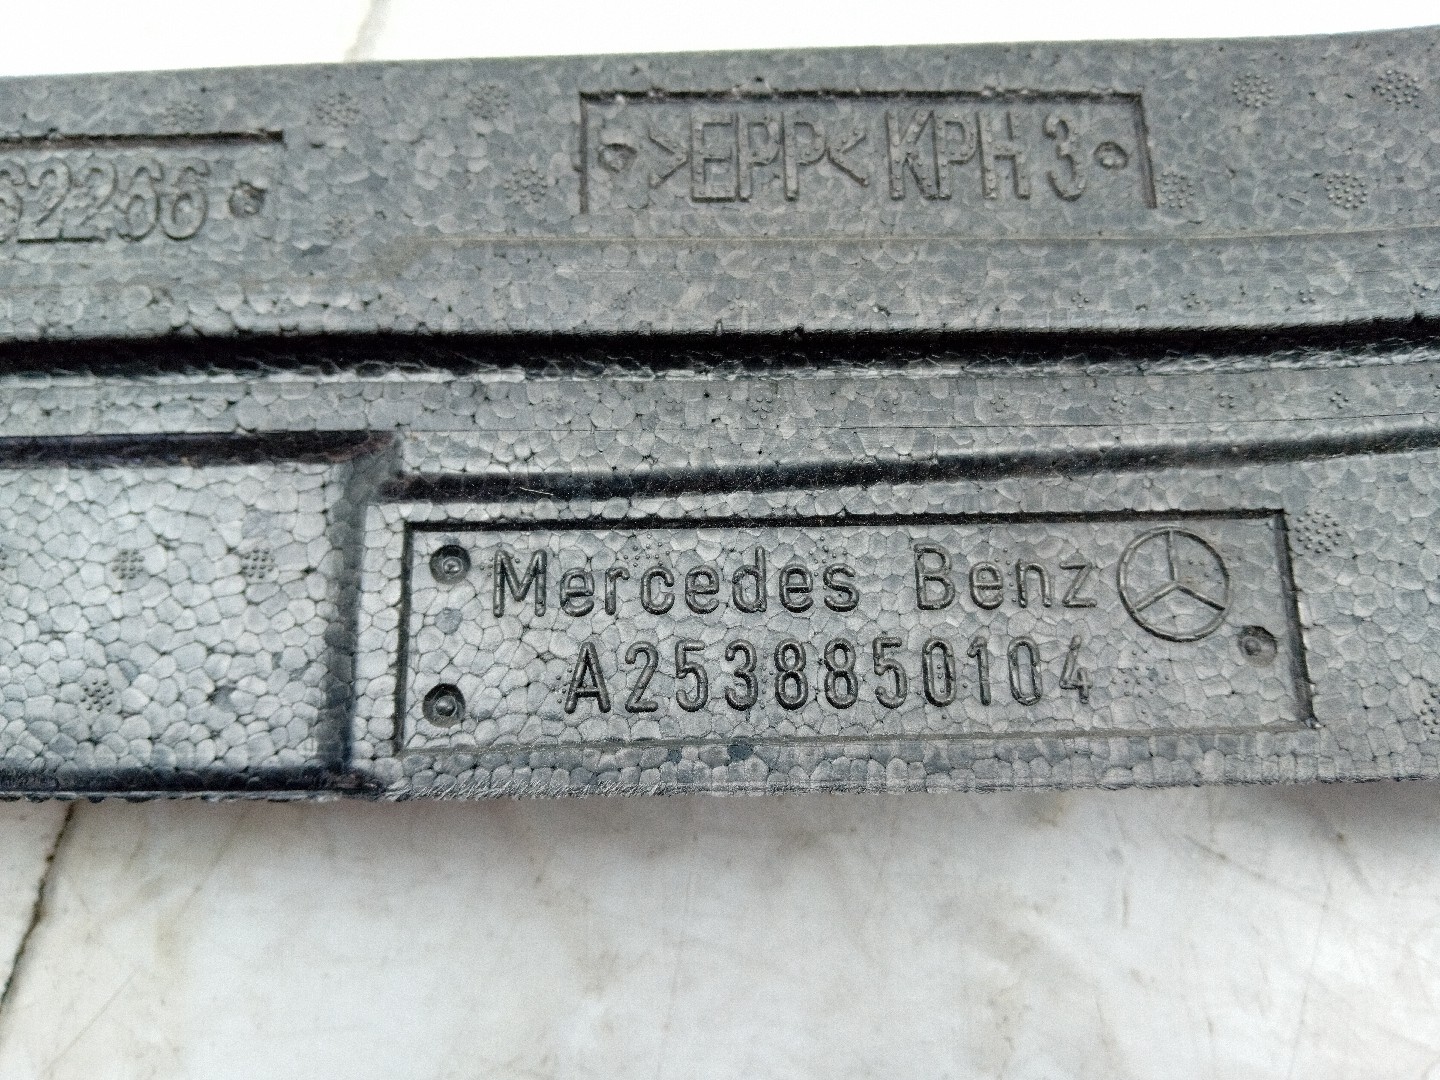 62266
>EPP< KPH 3
Mercedes Benz
A2538850104